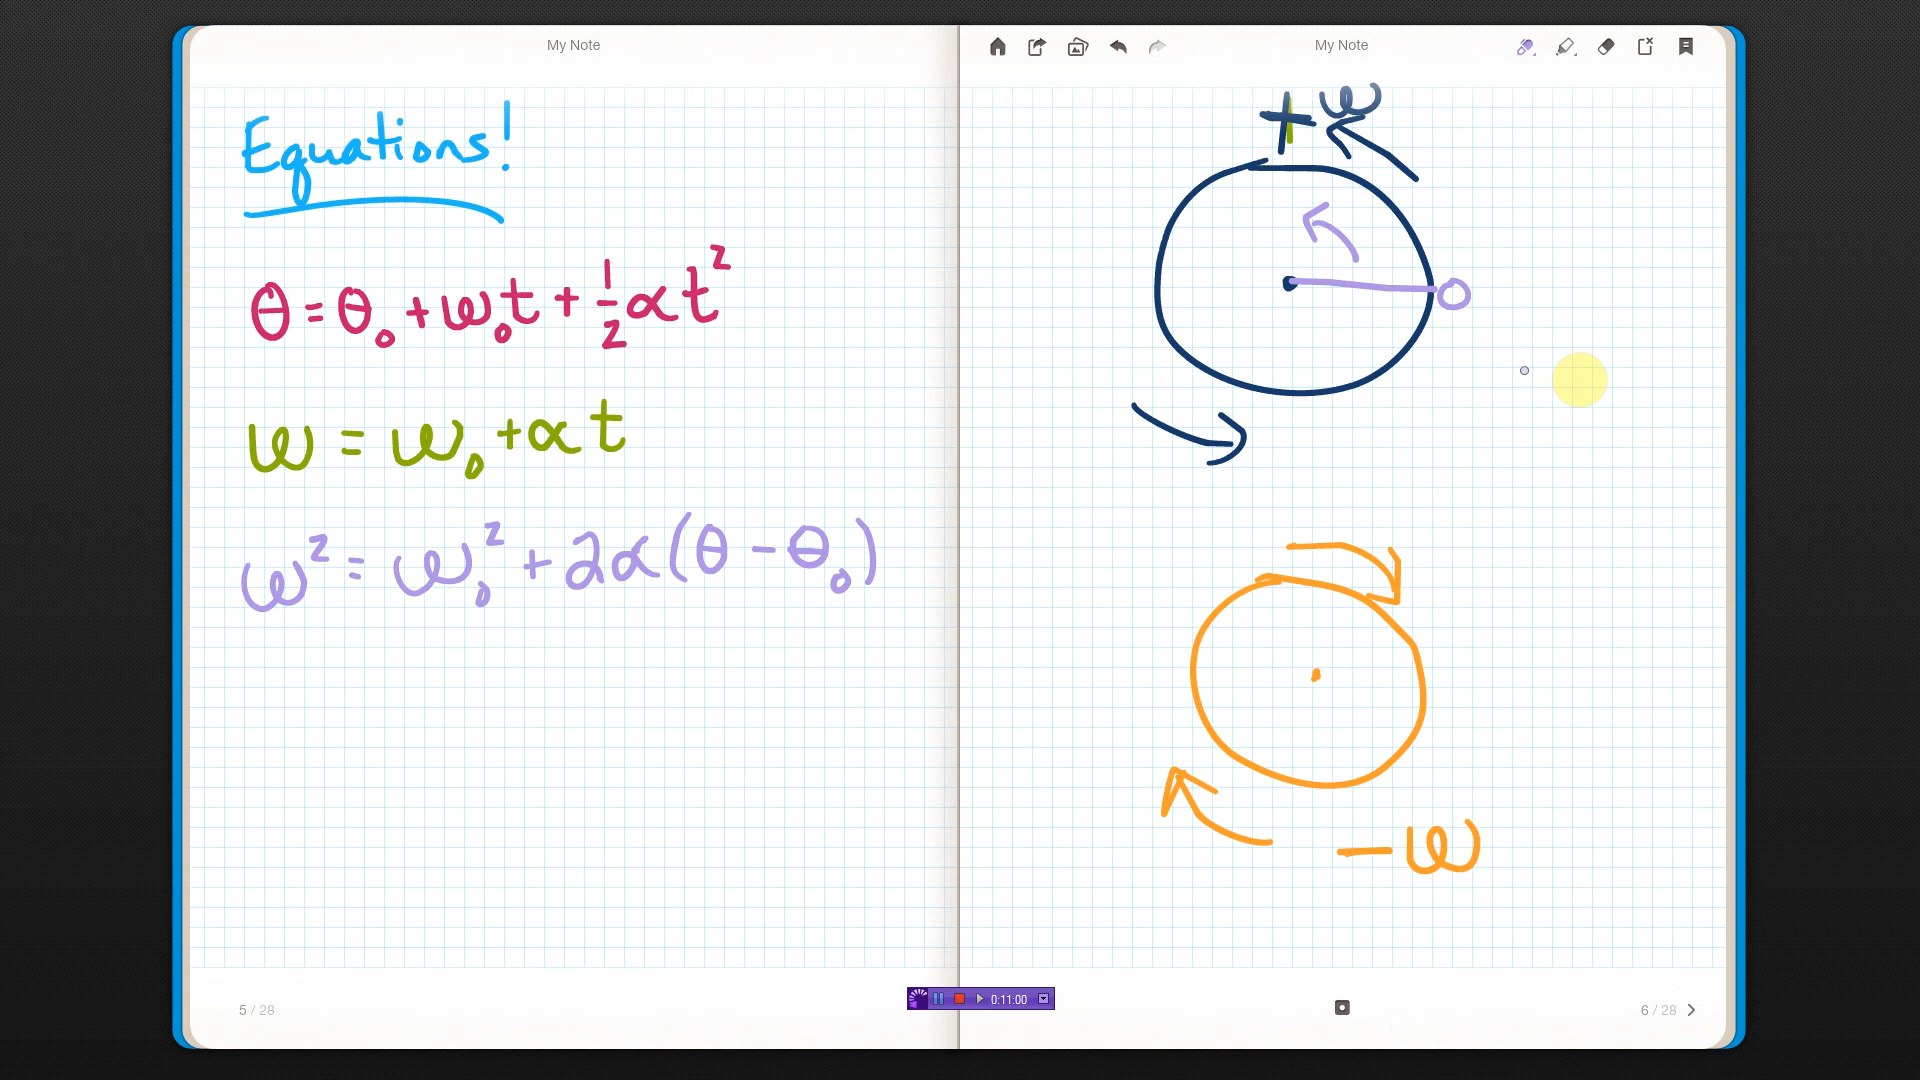 My Note
Equations!
θ = θ₀ + ω₀t + ½αt²
ω = ω₀ + αt
ω² = ω₀² + 2α(θ - θ₀)
5 / 28
My Note
+ω
0
-ω
0:11:00
6 / 28